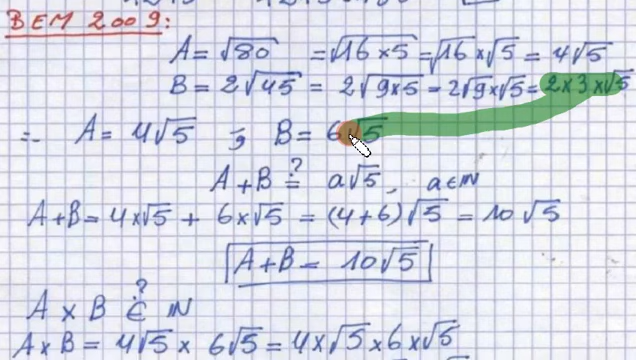 BEM 2009:
A = √80 = √16×5 = √16 × √5 = 4√5
B = 2√45 = 2√9×5 = 2√9 × √5 = 2×3×√5
∴ A = 4√5 ; B = 6√5
A + B ?= a√5, a∈ℕ
A + B = 4×√5 + 6×√5 = (4+6)√5 = 10√5
A + B = 10√5
A × B ?∈ ℕ
A × B = 4√5 × 6√5 = 4×√5×6×√5